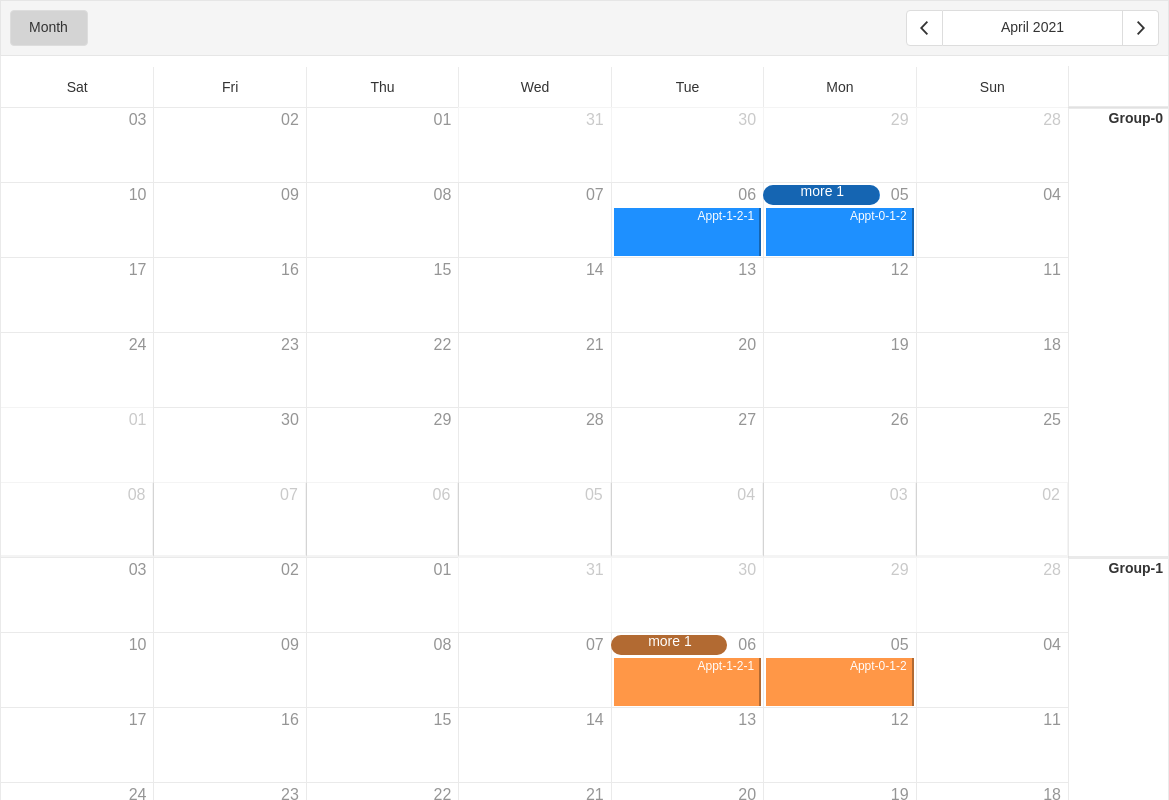 Month April 2021
Sat Fri Thu Wed Tue Mon Sun
03 02 01 31 30 29 28 Group-0
10 09 08 07 06 more 1 05 04
Appt-1-2-1 Appt-0-1-2
17 16 15 14 13 12 11
24 23 22 21 20 19 18
01 30 29 28 27 26 25
08 07 06 05 04 03 02
03 02 01 31 30 29 28 Group-1
10 09 08 07 more 1 06 05 04
Appt-1-2-1 Appt-0-1-2
17 16 15 14 13 12 11
24 23 22 21 20 19 18